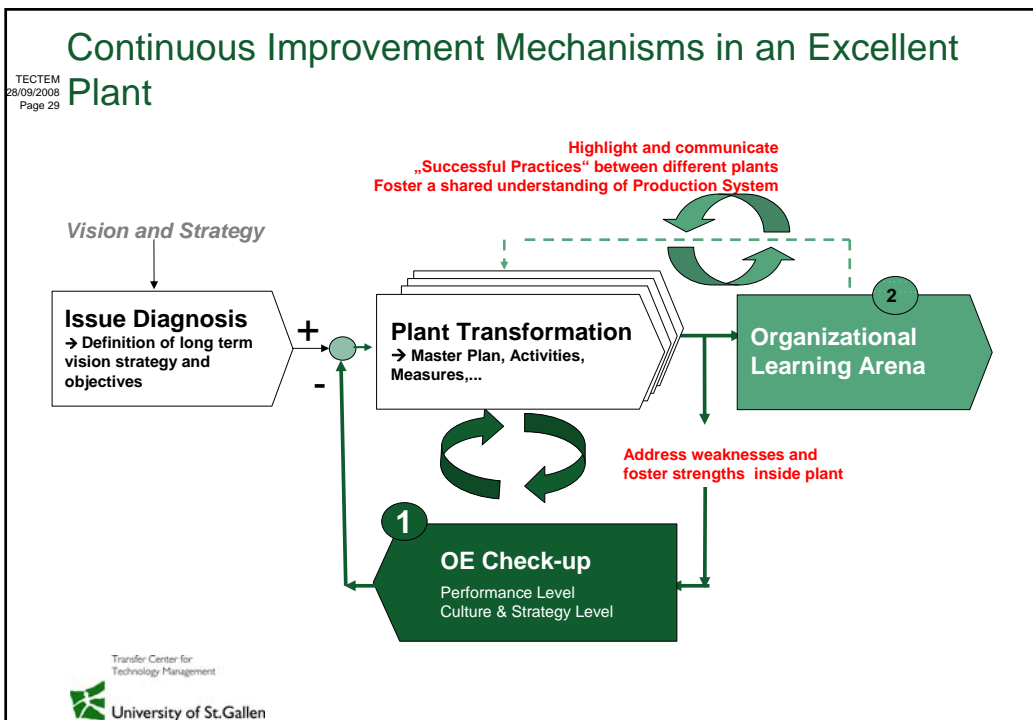 Continuous Improvement Mechanisms in an Excellent
Plant
TECTEM
28/09/2008
Page 29
Highlight and communicate
„Successful Practices“ between different plants
Foster a shared understanding of Production System
Vision and Strategy
Issue Diagnosis
→ Definition of long term
vision strategy and
objectives
+
-
Plant Transformation
→ Master Plan, Activities,
Measures,...
2
Organizational
Learning Arena
Address weaknesses and
foster strengths inside plant
1
OE Check-up
Performance Level
Culture & Strategy Level
Transfer Center for
Technology Management
University of St.Gallen